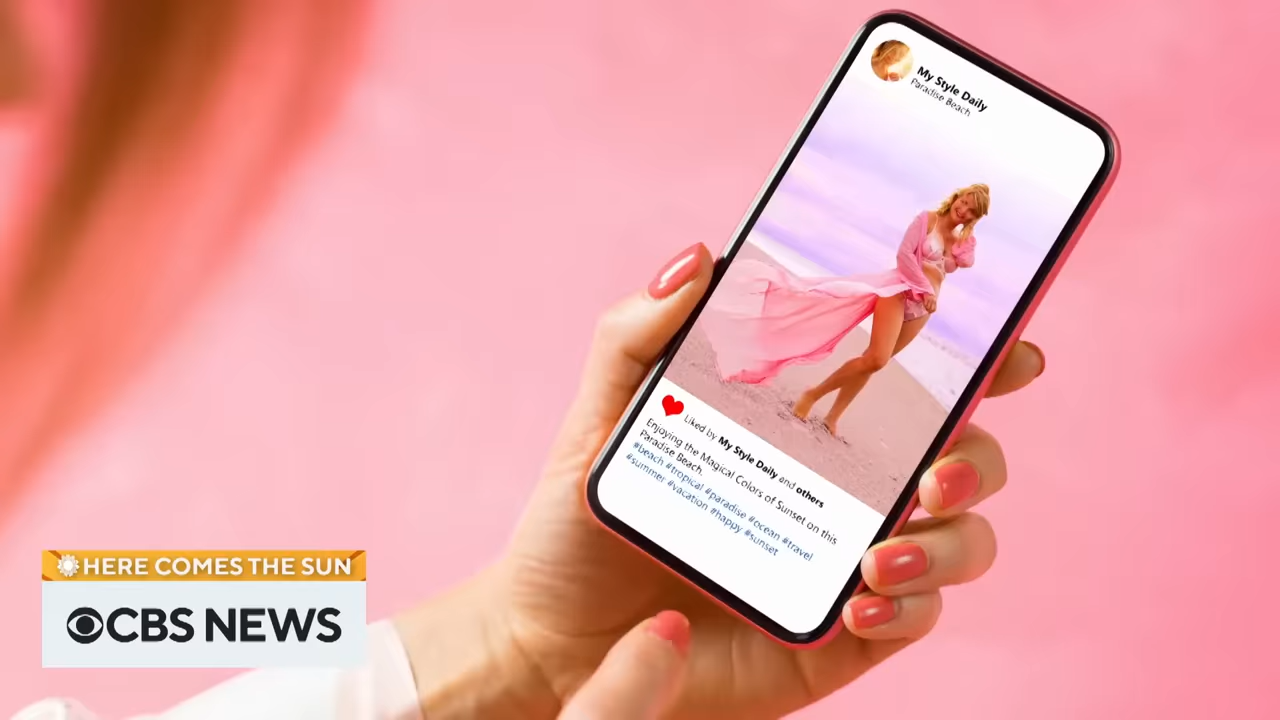 My Style Daily
Paradise Beach
Liked by My Style Daily and others
Enjoying the Magical Colors of Sunset on this
Paradise Beach.
#beach #tropical #paradise #ocean #travel
#summer #vacation #happy #sunset
HERE COMES THE SUN
CBS NEWS